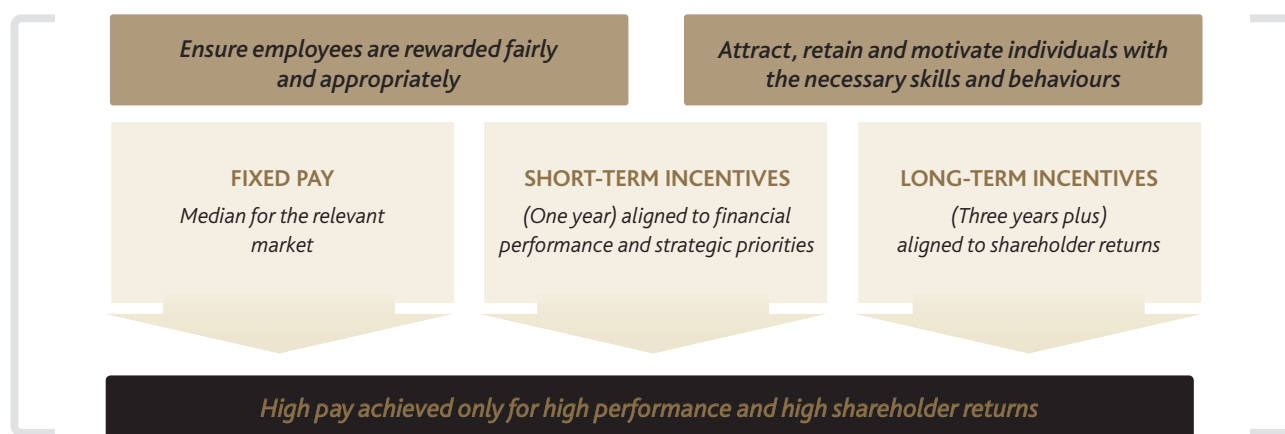 Ensure employees are rewarded fairly
and appropriately
Attract, retain and motivate individuals with
the necessary skills and behaviours
FIXED PAY
Median for the relevant
market
SHORT-TERM INCENTIVES
(One year) aligned to financial
performance and strategic priorities
LONG-TERM INCENTIVES
(Three years plus)
aligned to shareholder returns
High pay achieved only for high performance and high shareholder returns